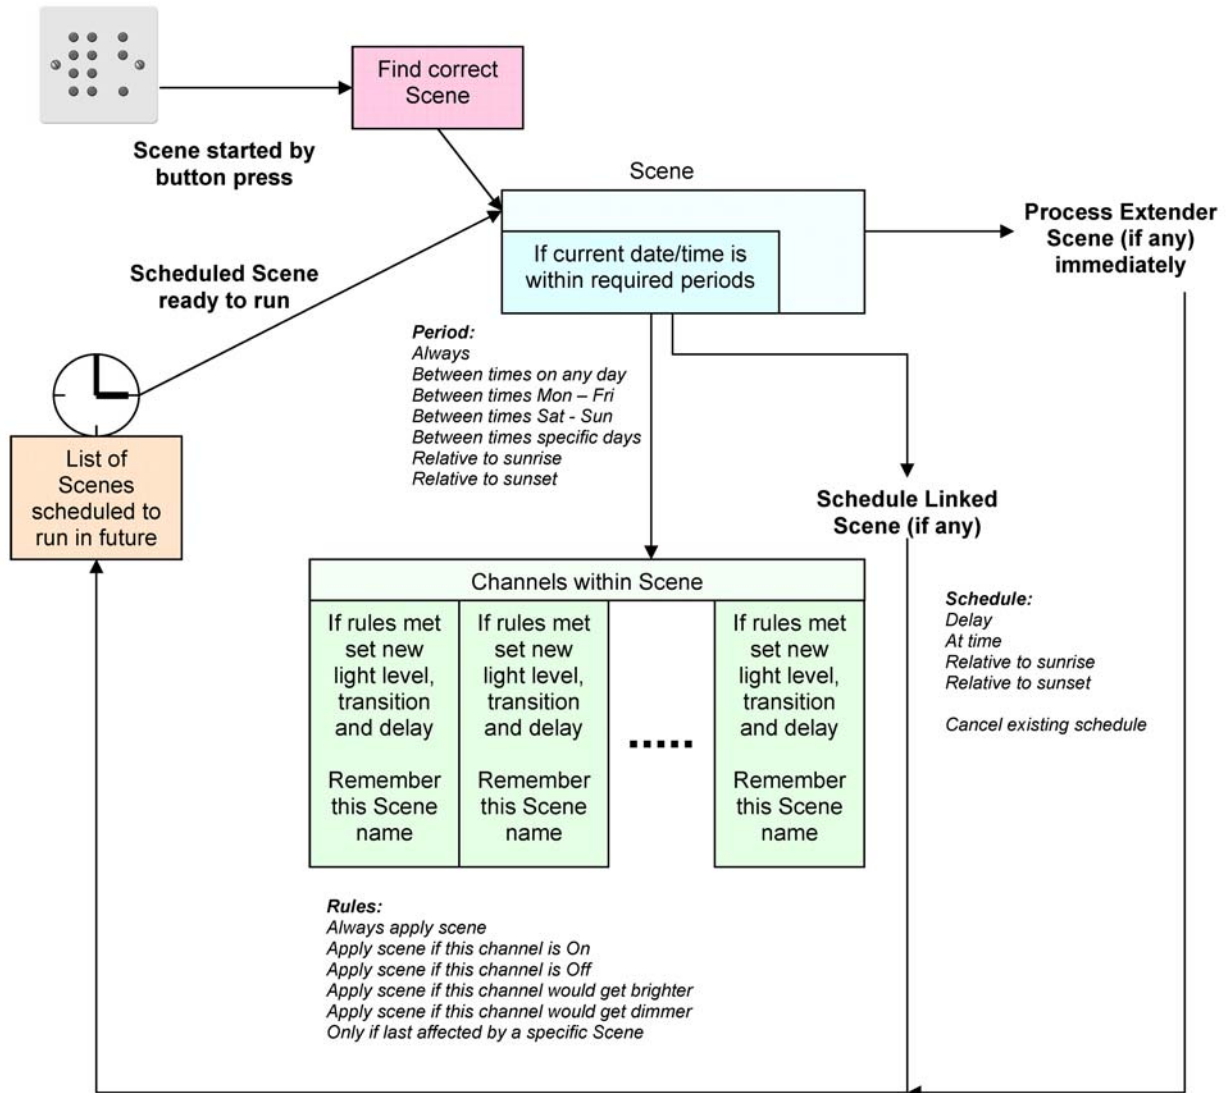 Find correct
Scene
Scene started by
button press
Scene
Process Extender
Scene (if any)
immediately
If current date/time is
within required periods
Scheduled Scene
ready to run
Period:
Always
Between times on any day
Between times Mon – Fri
Between times Sat - Sun
Between times specific days
Relative to sunrise
Relative to sunset
List of
Scenes
scheduled to
run in future
Schedule Linked
Scene (if any)
Channels within Scene
If rules met
set new
light level,
transition
and delay
Remember
this Scene
name
If rules met
set new
light level,
transition
and delay
Remember
this Scene
name
If rules met
set new
light level,
transition
and delay
Remember
this Scene
name
Schedule:
Delay
At time
Relative to sunrise
Relative to sunset
Cancel existing schedule
Rules:
Always apply scene
Apply scene if this channel is On
Apply scene if this channel is Off
Apply scene if this channel would get brighter
Apply scene if this channel would get dimmer
Only if last affected by a specific Scene